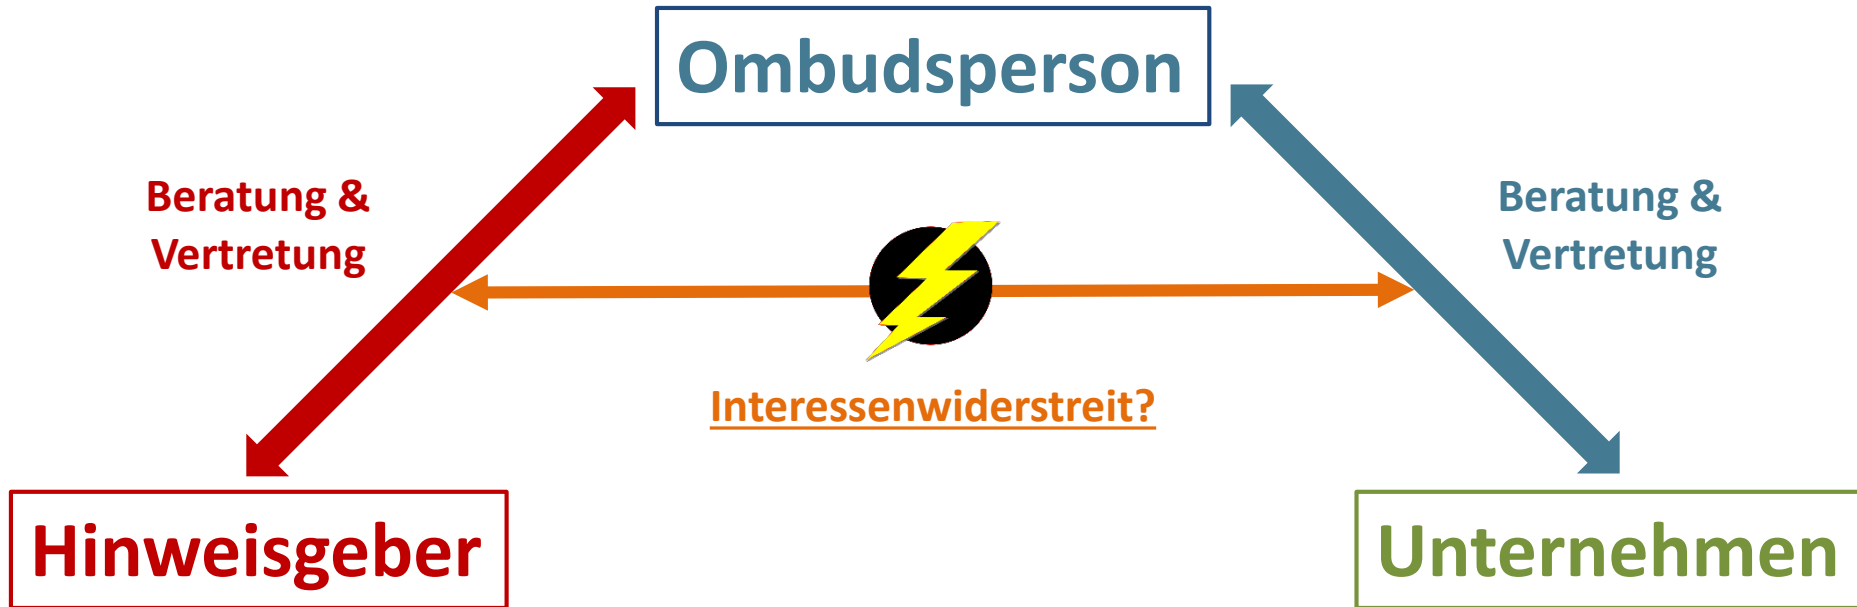 Ombudsperson
Beratung &
Vertretung
Beratung &
Vertretung
Interessenwiderstreit?
Hinweisgeber
Unternehmen